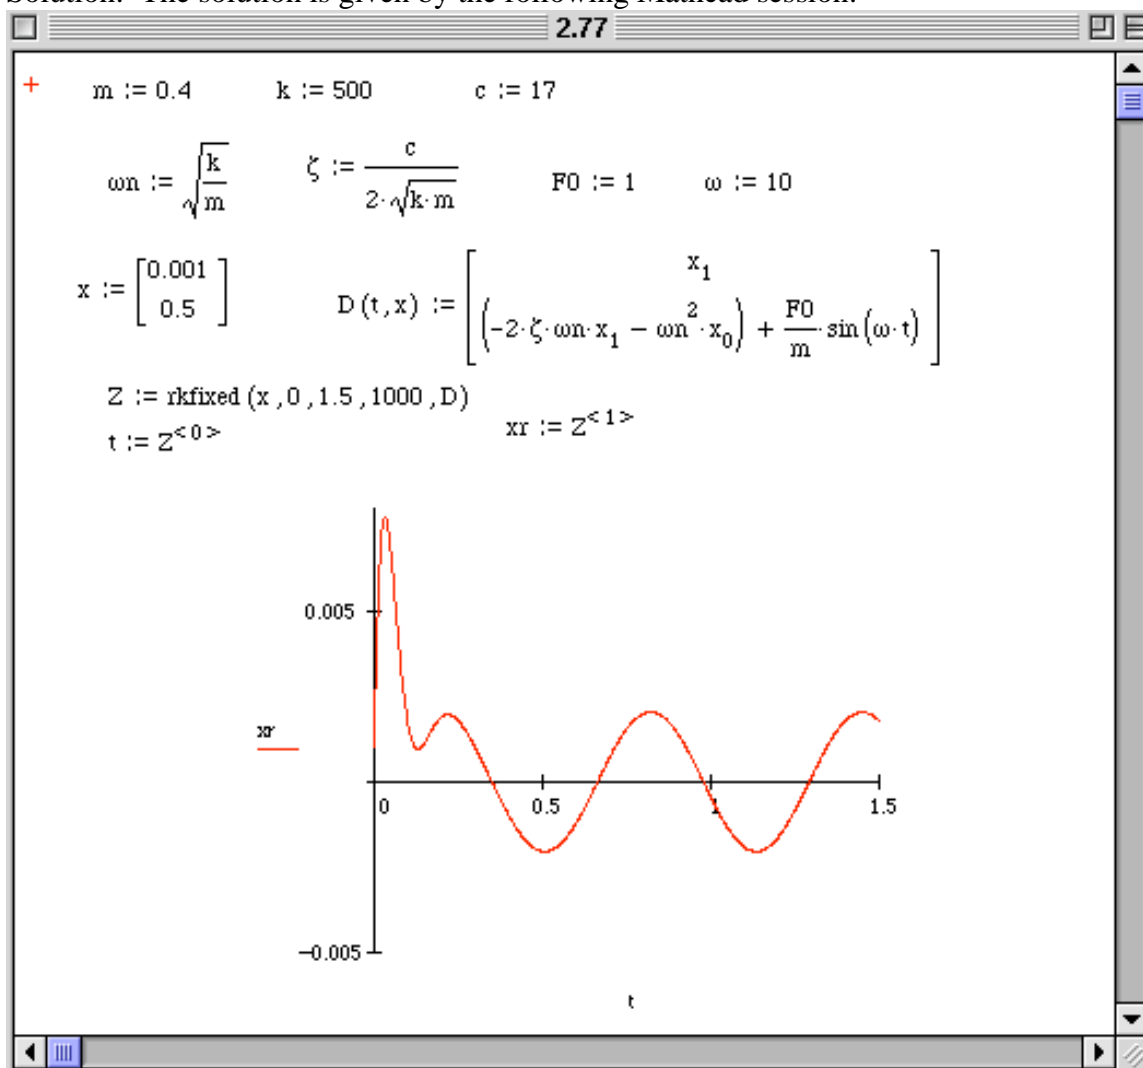 Solution: The solution is given by the following Mathcad session.
2.77
+ m := 0.4 k := 500 c := 17
ωn := √(k/m) ζ := c/(2·√(k·m)) F0 := 1 ω := 10
x := [0.001; 0.5] D(t,x) := [x₁; (−2·ζ·ωn·x₁ − ωn²·x₀) + F0/m·sin(ω·t)]
Z := rkfixed(x,0,1.5,1000,D)
t := Z^<0> xr := Z^<1>
0.005
xr
0 0.5 1 1.5
−0.005
t